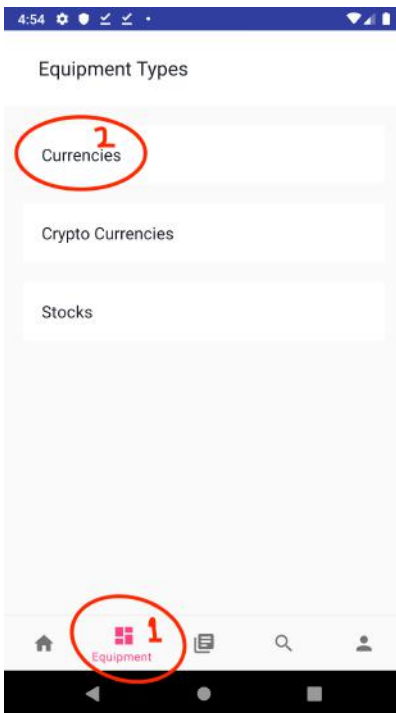 4:54
Equipment Types
2
Currencies
Crypto Currencies
Stocks
1
Equipment